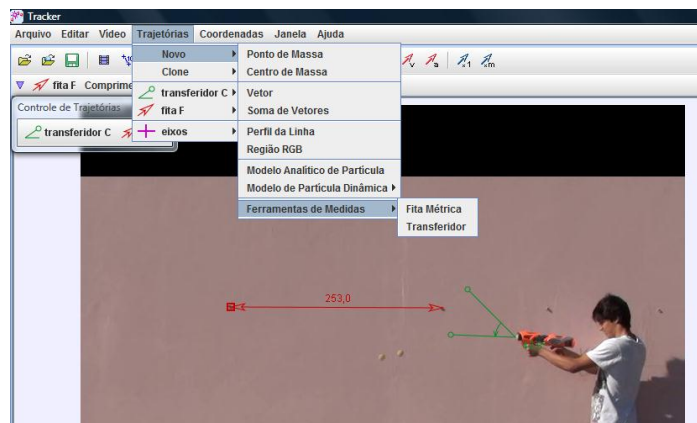 Tracker
Arquivo Editar Video Trajetórias Coordenadas Janela Ajuda
fita F Comprime
Controle de Trajetórias
transferidor C
Novo
Clone
transferidor C
fita F
eixos
Ponto de Massa
Centro de Massa
Vetor
Soma de Vetores
Perfil da Linha
Região RGB
Modelo Analítico de Partícula
Modelo de Partícula Dinâmica
Ferramentas de Medidas
Fita Métrica
Transferidor
253,0